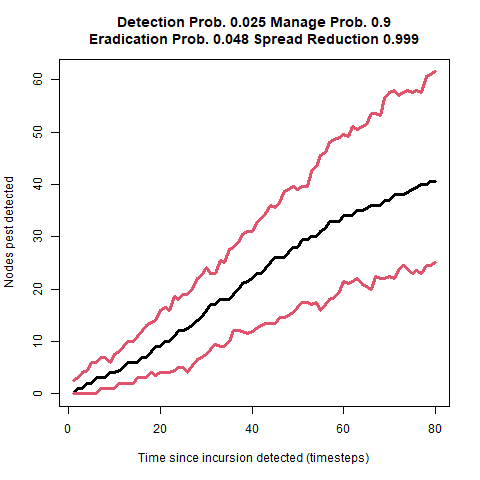 Detection Prob. 0.025 Manage Prob. 0.9
Eradication Prob. 0.048 Spread Reduction 0.999
Nodes pest detected
60
50
40
30
20
10
0
0 20 40 60 80
Time since incursion detected (timesteps)